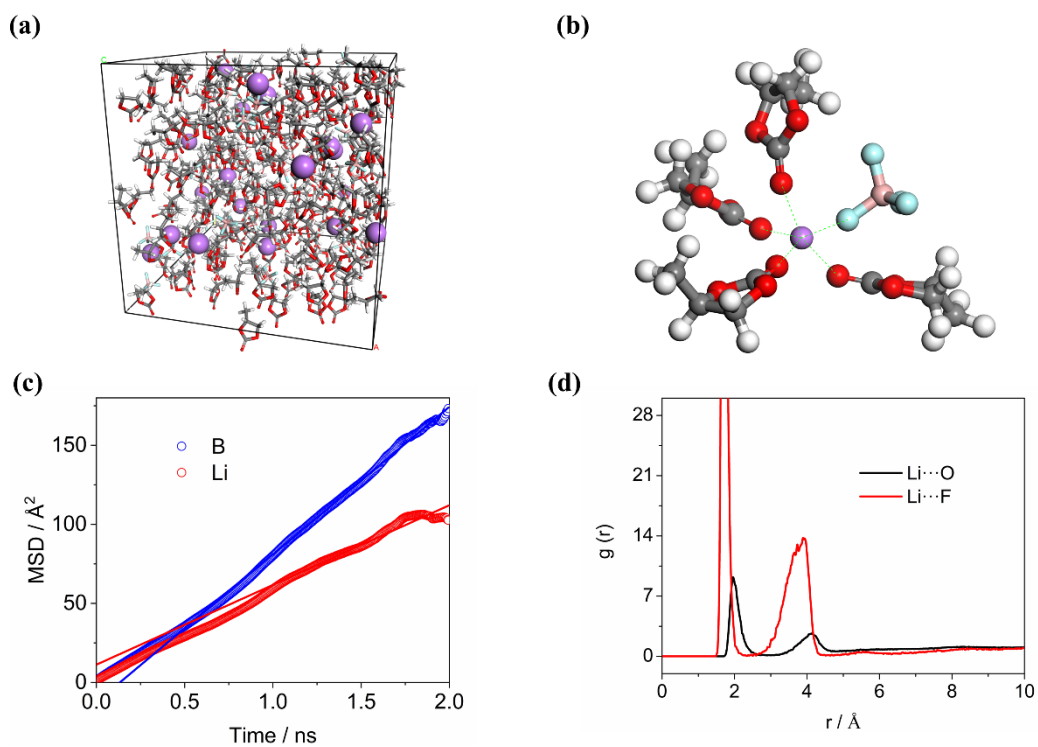 (a)
(b)
C
A
(c)
(d)
150
100
50
0
MSD / Å²
B
Li
0.0 0.5 1.0 1.5 2.0
Time / ns
28
21
14
7
0
g (r)
Li···O
Li···F
0 2 4 6 8 10
r / Å